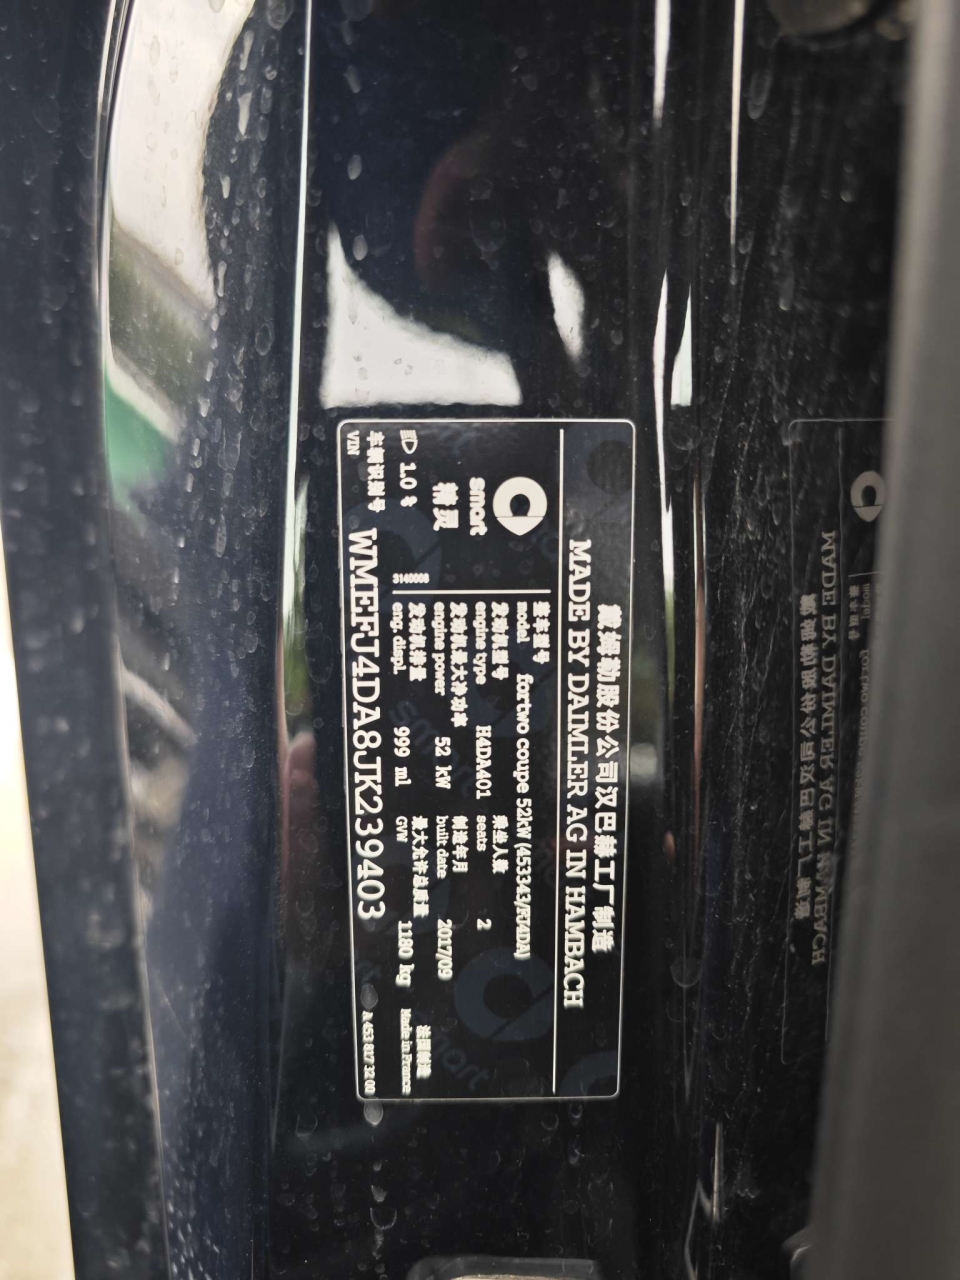 戴姆勒股份公司汉巴赫工厂制造
MADE BY DAIMLER AG IN HAMBACH
smart
精灵
1.0 %
3140008
整车型号
model fortwo coupe 52kW (453343/FJ4DA)
发动机型号 乘坐人数
engine type H4DA401 seats 2
发动机最大净功率 制造年月
engine power 52 kW built date 2017/09
发动机排量 最大允许总质量 法国制造
eng. displ. 999 ml GVW 1180 kg Made in France
车辆识别号
VIN WMEFJ4DA8JK239403
A 453 817 32 00